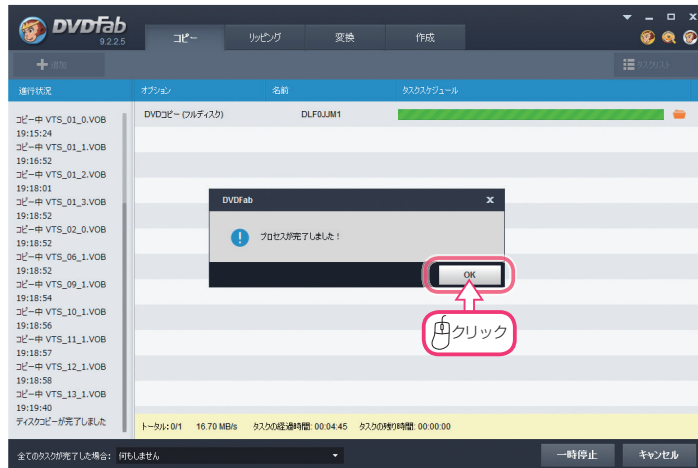 DVDFab
9.2.2.5
コピー
リッピング
変換
作成
追加
タスクリスト
進行状況
オプション
名前
タスクスケジュール
コピー中 VTS_01_0.VOB
19:15:24
コピー中 VTS_01_1.VOB
19:16:52
コピー中 VTS_01_2.VOB
19:18:01
コピー中 VTS_01_3.VOB
19:18:52
コピー中 VTS_02_0.VOB
19:18:52
コピー中 VTS_06_1.VOB
19:18:52
コピー中 VTS_09_1.VOB
19:18:54
コピー中 VTS_10_1.VOB
19:18:56
コピー中 VTS_11_1.VOB
19:18:57
コピー中 VTS_12_1.VOB
19:18:58
コピー中 VTS_13_1.VOB
19:19:40
ディスクコピーが完了しました
DVDコピー (フルディスク)
DLF0JJM1
DVDFab
x
プロセスが完了しました！
OK
クリック
トータル: 0/1 16.70 MB/s タスクの経過時間: 00:04:45 タスクの残り時間: 00:00:00
全てのタスクが完了した場合: 何もしません
一時停止
キャンセル